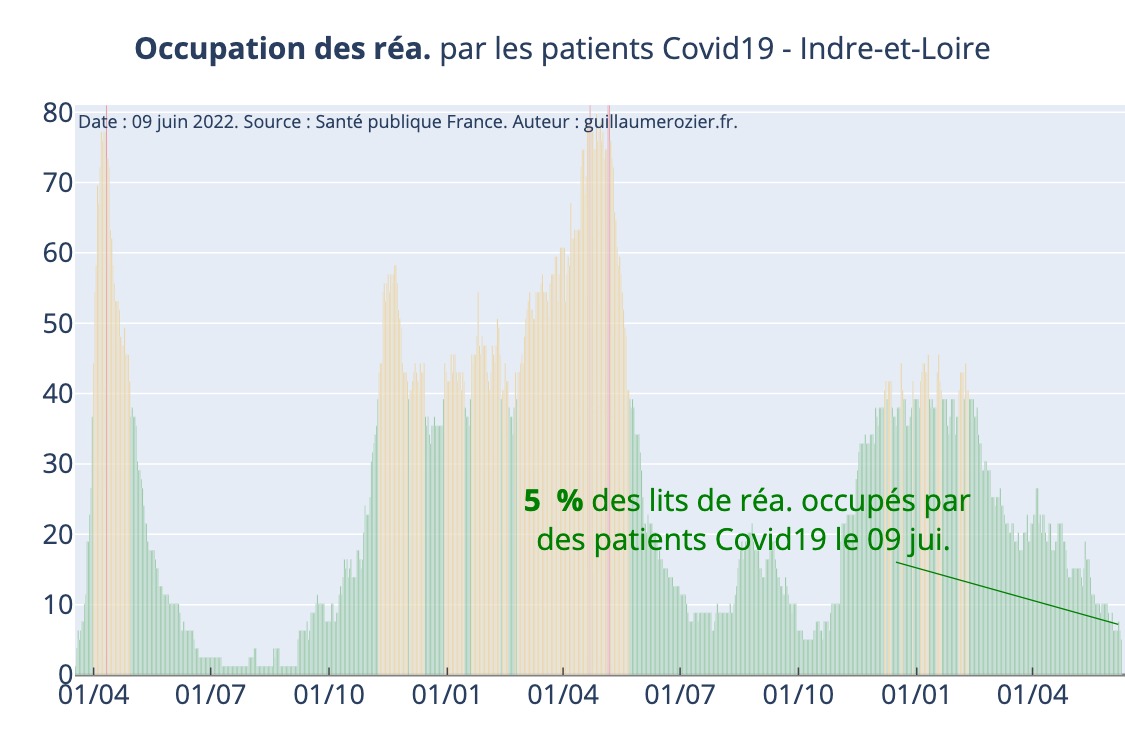 Occupation des réa. par les patients Covid19 - Indre-et-Loire
80
Date : 09 juin 2022. Source : Santé publique France. Auteur : guillaumerozier.fr.
70
60
50
40
30
5 % des lits de réa. occupés par
20
des patients Covid19 le 09 jui.
10
0
01/04 01/07 01/10 01/01 01/04 01/07 01/10 01/01 01/04